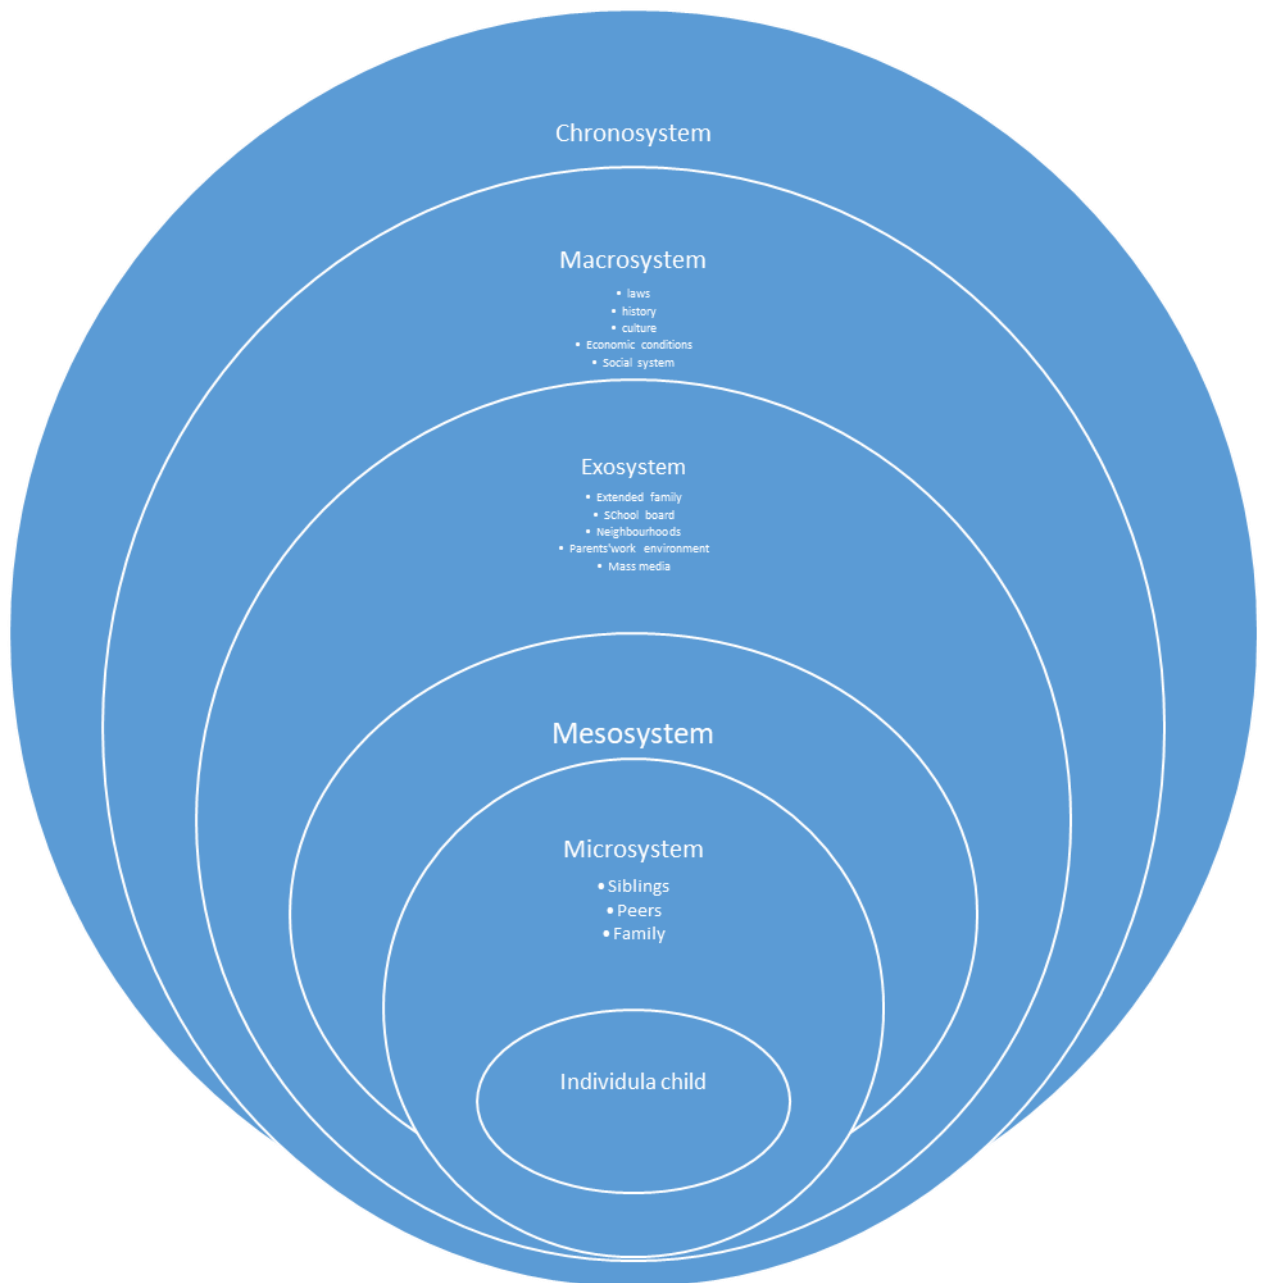 Chronosystem
Macrosystem
• laws
• history
• culture
• Economic conditions
• Social system
Exosystem
• Extended family
• SChool board
• Neighbourhoods
• Parents'work environment
• Mass media
Mesosystem
Microsystem
• Siblings
• Peers
• Family
Individula child